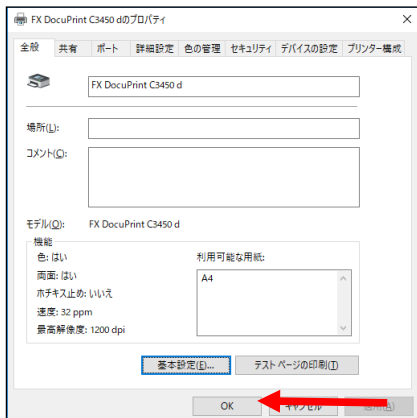 FX DocuPrint C3450 dのプロパティ
全般 共有 ポート 詳細設定 色の管理 セキュリティ デバイスの設定 プリンター構成
FX DocuPrint C3450 d
場所(L):
コメント(C):
モデル(O): FX DocuPrint C3450 d
機能
色: はい 利用可能な用紙:
両面: はい A4
ホチキス止め: いいえ
速度: 32 ppm
最高解像度: 1200 dpi
基本設定(E)... テスト ページの印刷(T)
OK キャンセル